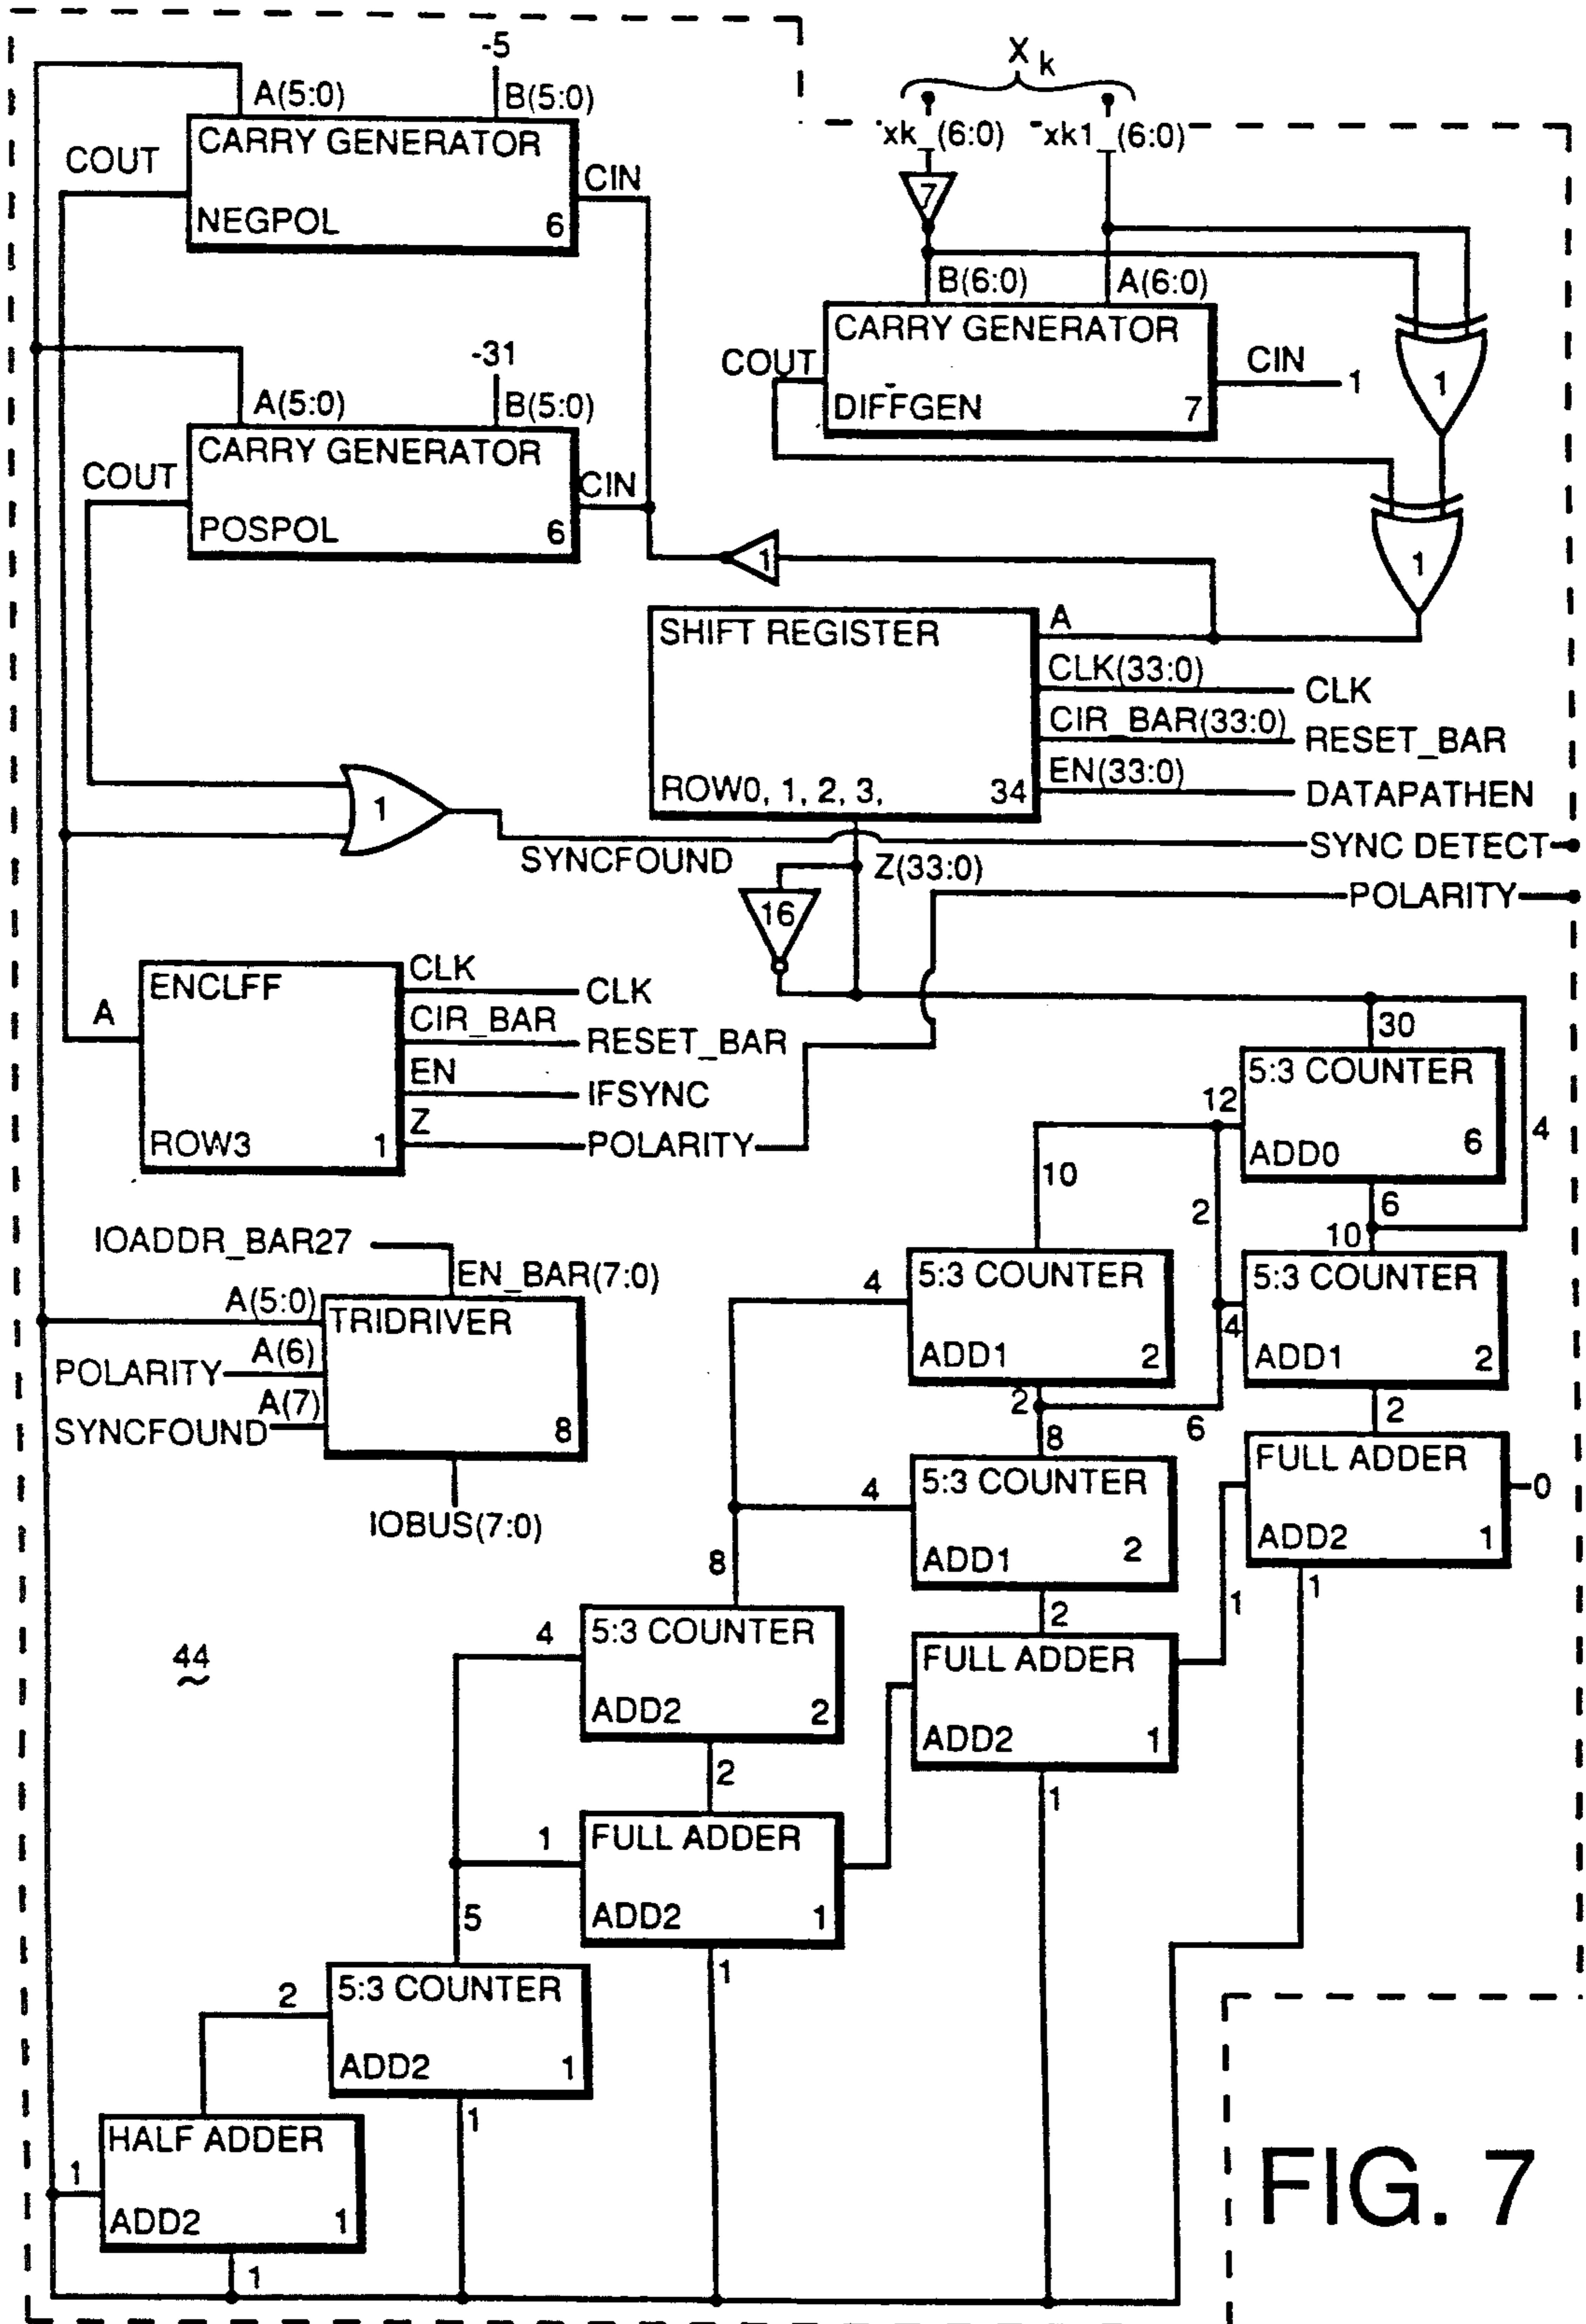 -5
X k
A(5:0)
B(5:0)
CARRY GENERATOR
COUT
CIN
NEGPOL
6
xk_(6:0)
xk1_(6:0)
7
B(6:0)
A(6:0)
CARRY GENERATOR
COUT
CIN
1
DIFFGEN
7
1
-31
A(5:0)
B(5:0)
CARRY GENERATOR
COUT
CIN
POSPOL
6
1
1
SHIFT REGISTER
A
CLK(33:0)
CLK
CIR_BAR(33:0)
RESET_BAR
EN(33:0)
DATAPATHEN
ROW0, 1, 2, 3,
34
1
SYNCFOUND
SYNC DETECT
Z(33:0)
16
POLARITY
ENCLFF
A
CLK
CLK
CIR_BAR
RESET_BAR
EN
IFSYNC
Z
POLARITY
ROW3
1
30
5:3 COUNTER
12
ADD0
6
4
10
2
6
10
IOADDR_BAR27
EN_BAR(7:0)
A(5:0)
TRIDRIVER
POLARITY
A(6)
SYNCFOUND
A(7)
8
IOBUS(7:0)
4
5:3 COUNTER
ADD1
2
5:3 COUNTER
4
ADD1
2
2
6
8
2
4
5:3 COUNTER
ADD1
2
FULL ADDER
0
ADD2
1
8
2
1
1
4
5:3 COUNTER
ADD2
2
FULL ADDER
ADD2
1
44
2
1
1
FULL ADDER
ADD2
1
5
1
2
5:3 COUNTER
ADD2
1
1
HALF ADDER
1
ADD2
1
1
FIG. 7